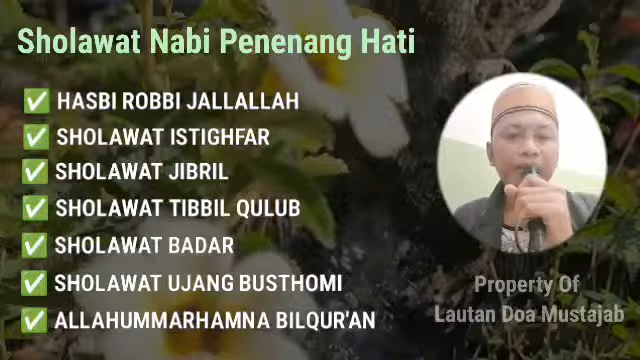 Sholawat Nabi Penenang Hati
✅ HASBI ROBBI JALLALLAH
✅ SHOLAWAT ISTIGHFAR
✅ SHOLAWAT JIBRIL
✅ SHOLAWAT TIBBIL QULUB
✅ SHOLAWAT BADAR
✅ SHOLAWAT UJANG BUSTHOMI
✅ ALLAHUMMARHAMNA BILQUR'AN
Property Of
Lautan Doa Mustajab